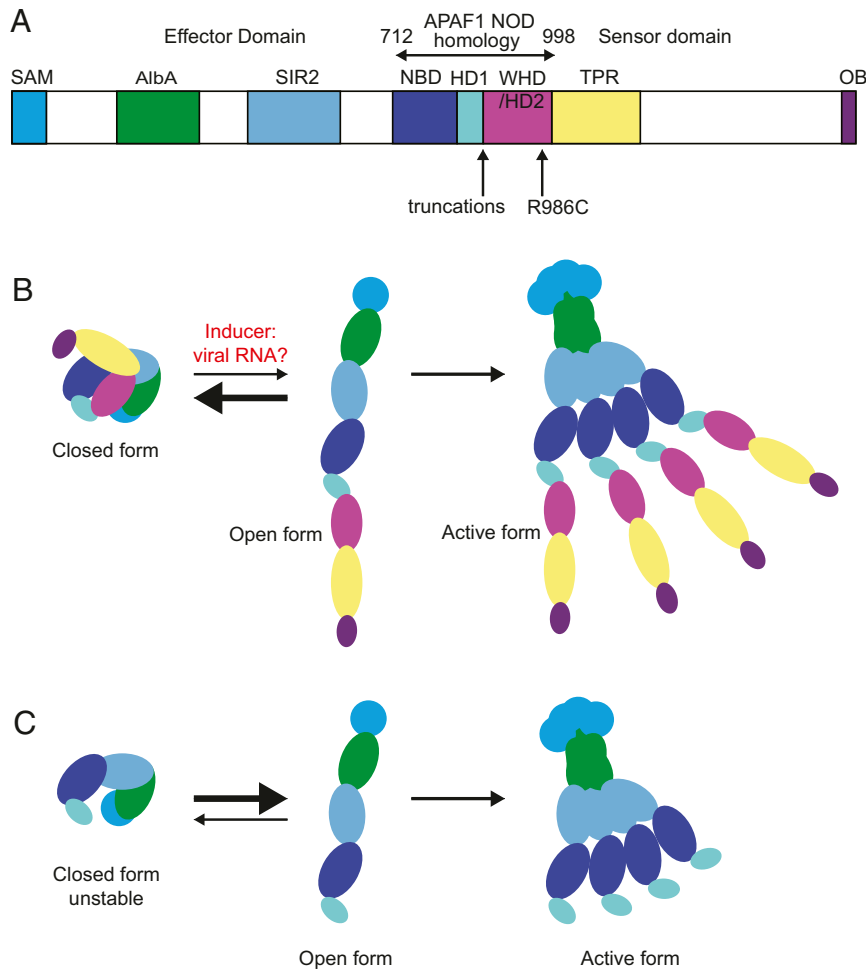 A
Effector Domain
712
APAF1 NOD
homology
998
Sensor domain
SAM
AlbA
SIR2
NBD
HD1
WHD
/HD2
TPR
OB
truncations
R986C
B
Inducer:
viral RNA?
Closed form
Open form
Active form
C
Closed form
unstable
Open form
Active form